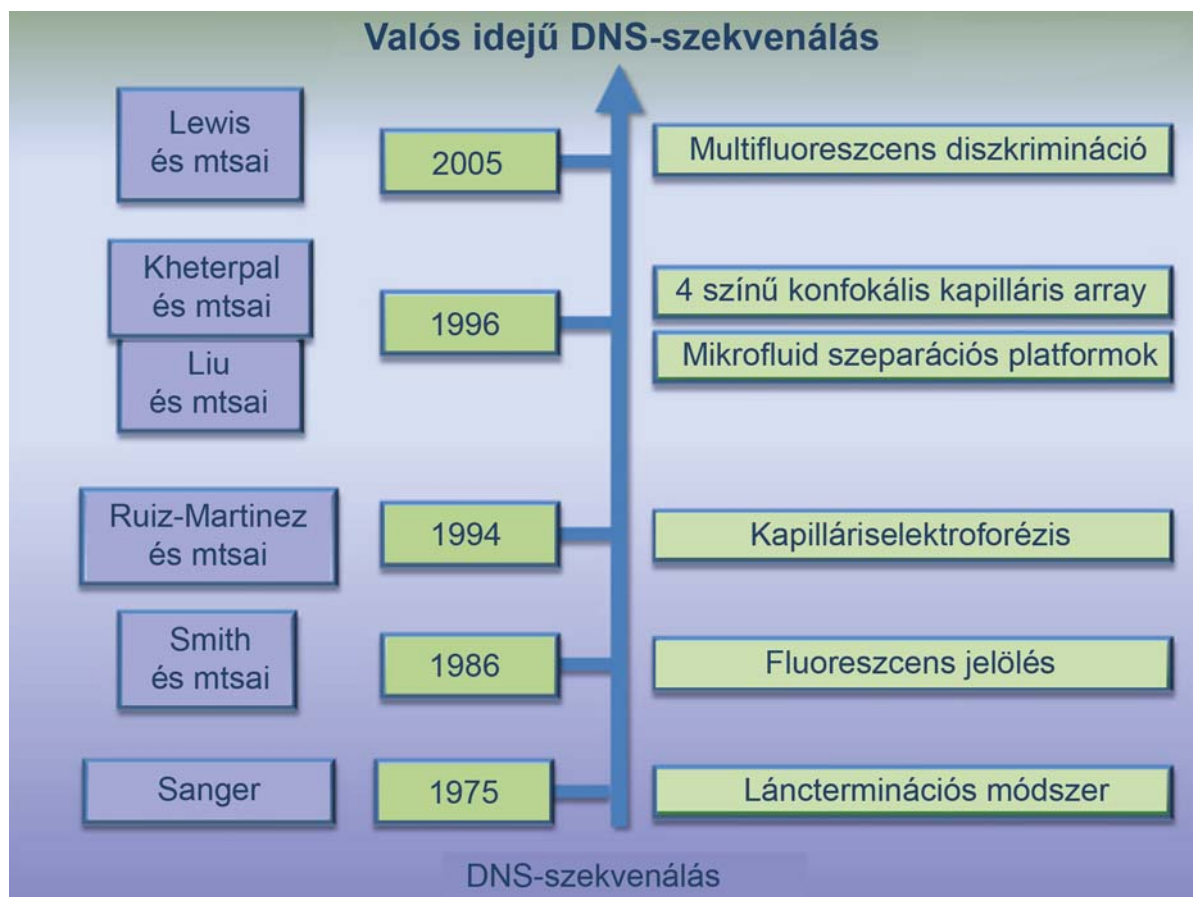 Valós idejű DNS-szekvenálás
Lewis
és mtsai
2005
Multifluoreszcens diszkrimináció
Kheterpal
és mtsai
Liu
és mtsai
1996
4 színű konfokális kapilláris array
Mikrofluid szeparációs platformok
Ruiz-Martinez
és mtsai
1994
Kapilláriselektroforézis
Smith
és mtsai
1986
Fluoreszcens jelölés
Sanger
1975
Láncterminációs módszer
DNS-szekvenálás